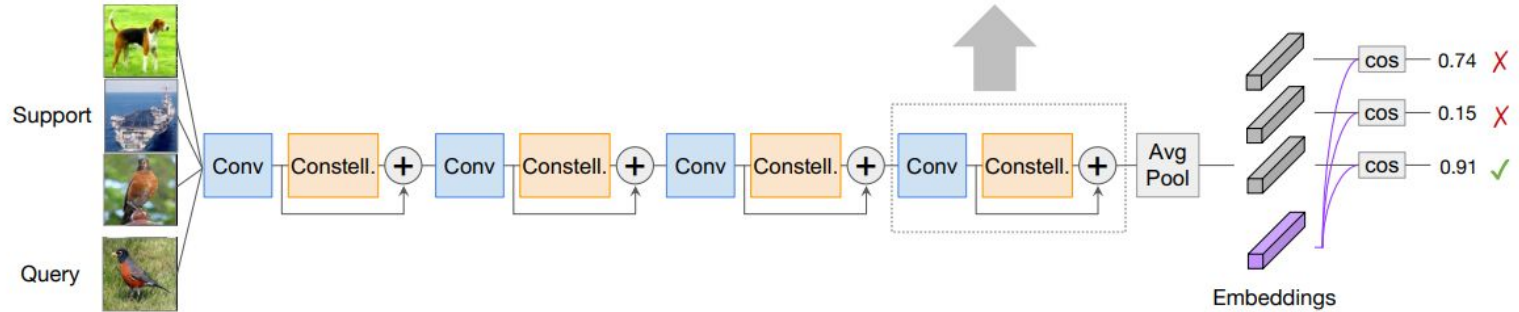 Support
Query
Conv
Constell.
+
Conv
Constell.
+
Conv
Constell.
+
Conv
Constell.
+
Avg
Pool
Embeddings
cos
0.74 ✗
cos
0.15 ✗
cos
0.91 ✓